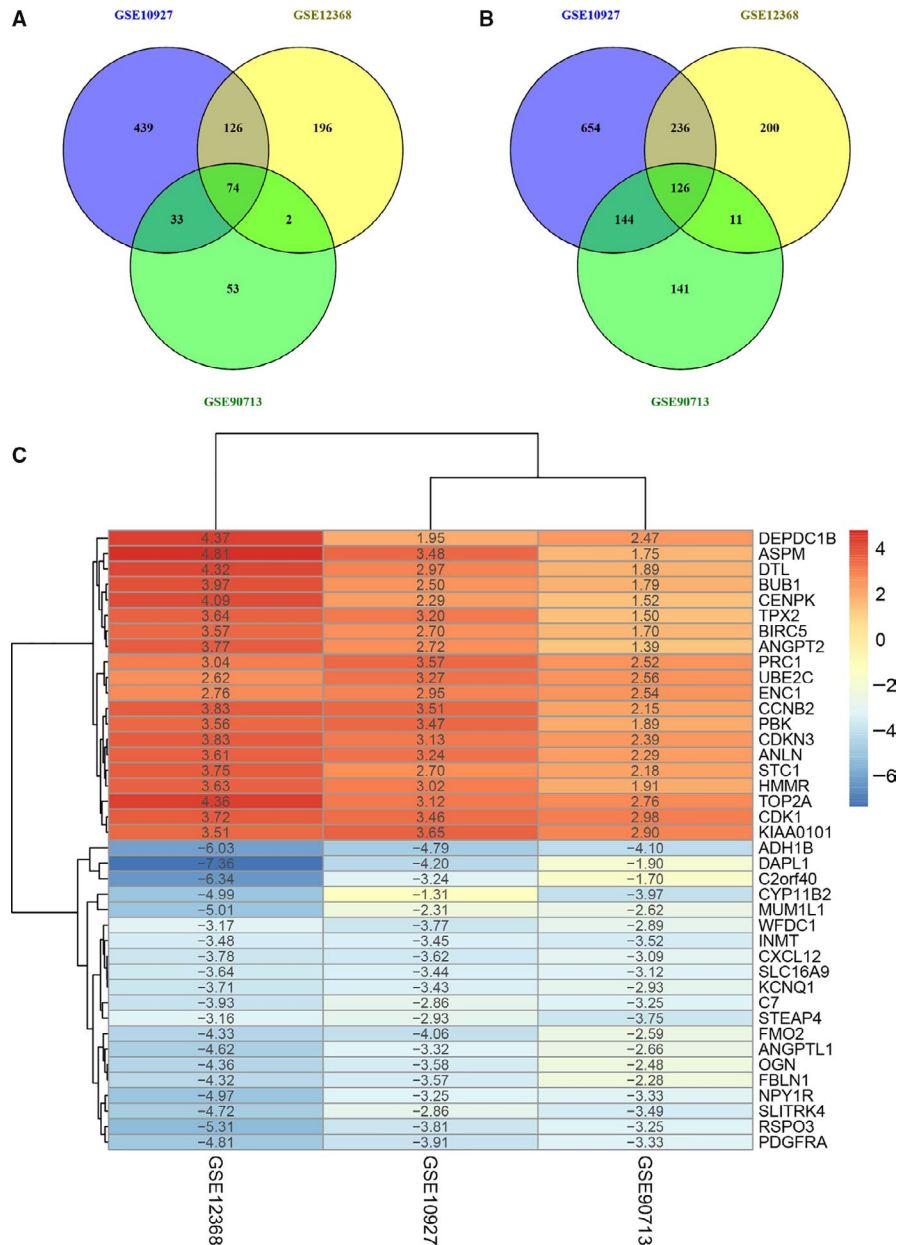 A
GSE10927
GSE12368
439
126
196
74
33
2
53
GSE90713
B
GSE10927
GSE12368
654
236
200
126
144
11
141
GSE90713
C
4.37 1.95 2.47 DEPDC1B
4.81 3.48 1.75 ASPM
4.32 2.97 1.89 DTL
3.97 2.50 1.79 BUB1
4.09 2.29 1.52 CENPK
3.64 3.20 1.50 TPX2
3.57 2.70 1.70 BIRC5
3.77 2.72 1.39 ANGPT2
3.04 3.57 2.52 PRC1
2.62 3.27 2.56 UBE2C
2.76 2.95 2.54 ENC1
3.83 3.51 2.15 CCNB2
3.56 3.47 1.89 PBK
3.83 3.13 2.39 CDKN3
3.61 3.24 2.29 ANLN
3.75 2.70 2.18 STC1
3.63 3.02 1.91 HMMR
4.36 3.12 2.76 TOP2A
3.72 3.46 2.98 CDK1
3.51 3.65 2.90 KIAA0101
−6.03 −4.79 −4.10 ADH1B
−7.36 −4.20 −1.90 DAPL1
−6.34 −3.24 −1.70 C2orf40
−4.99 −1.31 −3.97 CYP11B2
−5.01 −2.31 −2.62 MUM1L1
−3.17 −3.77 −2.89 WFDC1
−3.48 −3.45 −3.52 INMT
−3.78 −3.62 −3.09 CXCL12
−3.64 −3.44 −3.12 SLC16A9
−3.71 −3.43 −2.93 KCNQ1
−3.93 −2.86 −3.25 C7
−3.16 −2.93 −3.75 STEAP4
−4.33 −4.06 −2.59 FMO2
−4.62 −3.32 −2.66 ANGPTL1
−4.36 −3.58 −2.48 OGN
−4.32 −3.57 −2.28 FBLN1
−4.97 −3.25 −3.33 NPY1R
−4.72 −2.86 −3.49 SLITRK4
−5.31 −3.81 −3.25 RSPO3
−4.81 −3.91 −3.33 PDGFRA
4
2
0
−2
−4
−6
GSE12368
GSE10927
GSE90713